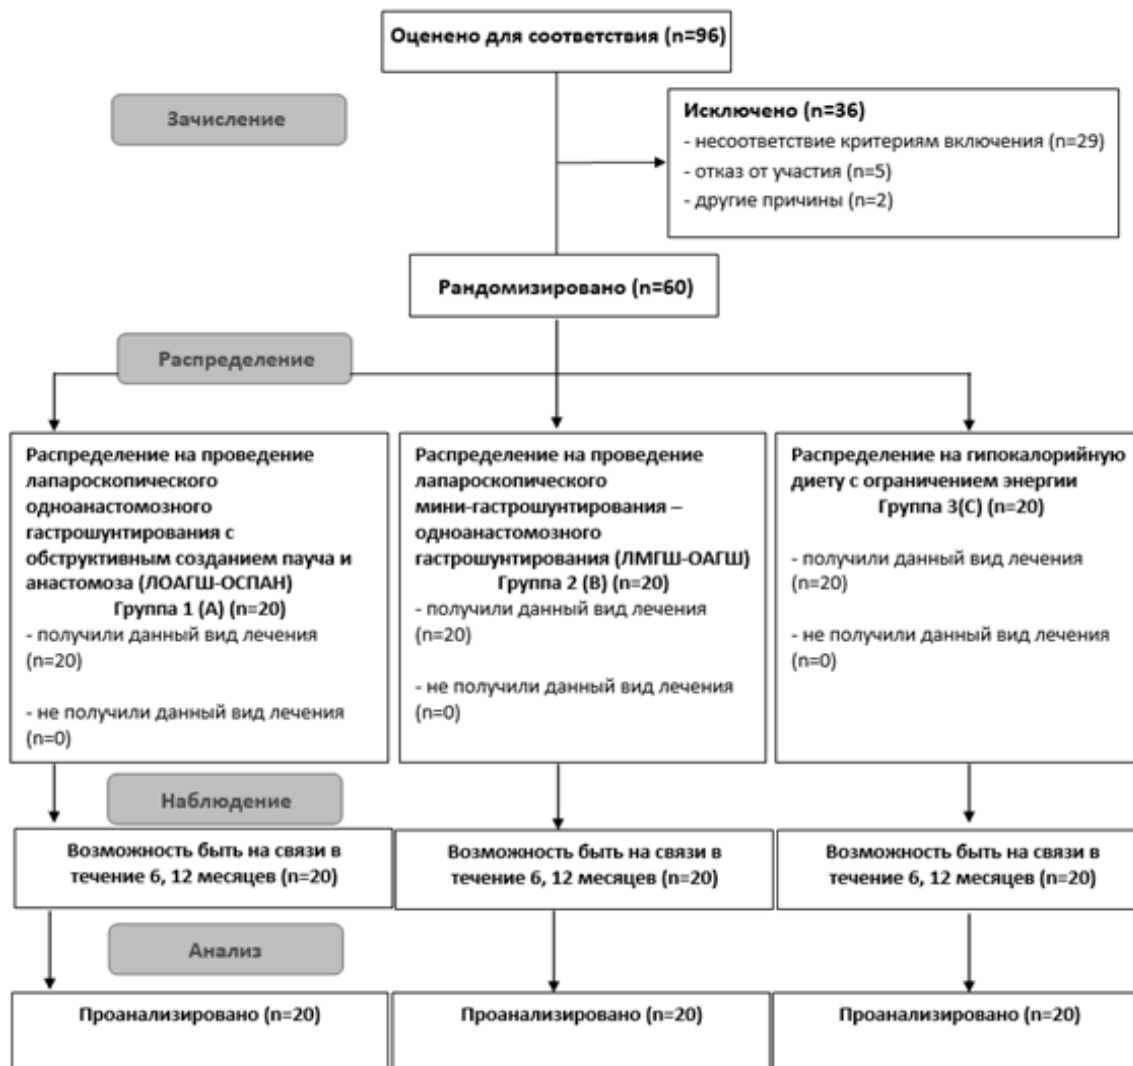 Оценено для соответствия (n=96)
Зачисление
Исключено (n=36)
- несоответствие критериям включения (n=29)
- отказ от участия (n=5)
- другие причины (n=2)
Рандомизировано (n=60)
Распределение
Распределение на проведение
лапароскопического
одноанастомозного
гастрошунтирования с
обструктивным созданием пауча и
анастомоза (ЛОАГШ-ОСПАН)
Группа 1 (A) (n=20)
- получили данный вид лечения
(n=20)
- не получили данный вид лечения
(n=0)
Распределение на проведение
лапароскопического
мини-гастрошунтирования –
одноанастомозного
гастрошунтирования (ЛМГШ-ОАГШ)
Группа 2 (B) (n=20)
- получили данный вид лечения
(n=20)
- не получили данный вид лечения
(n=0)
Распределение на гипокалорийную
диету с ограничением энергии
Группа 3(C) (n=20)
- получили данный вид лечения
(n=20)
- не получили данный вид лечения
(n=0)
Наблюдение
Возможность быть на связи в
течение 6, 12 месяцев (n=20)
Возможность быть на связи в
течение 6, 12 месяцев (n=20)
Возможность быть на связи в
течение 6, 12 месяцев (n=20)
Анализ
Проанализировано (n=20)
Проанализировано (n=20)
Проанализировано (n=20)